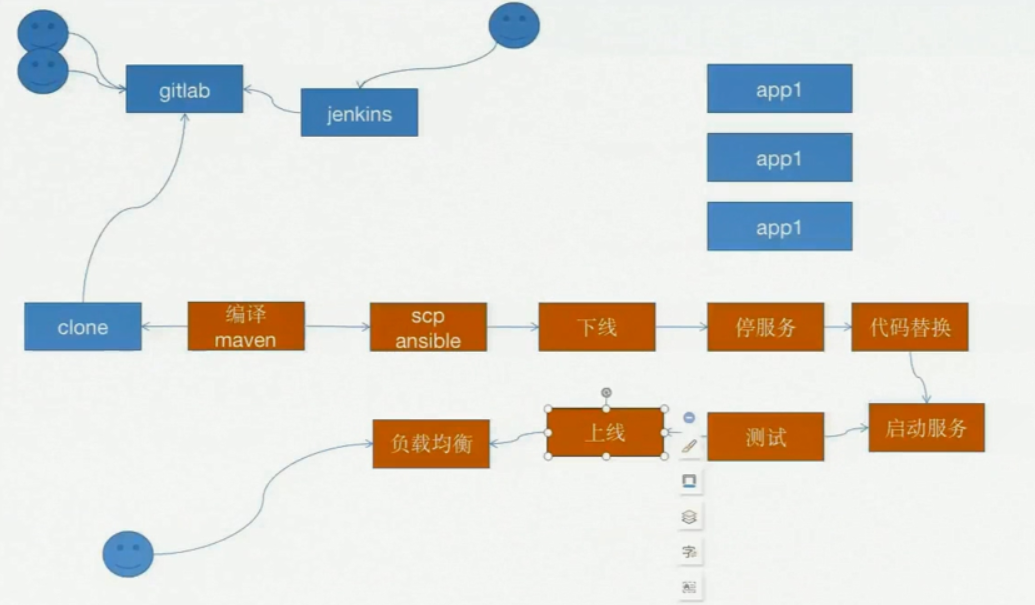 gitlab
jenkins
app1
app1
app1
clone
编译
maven
scp
ansible
下线
停服务
代码替换
负载均衡
上线
测试
启动服务
字